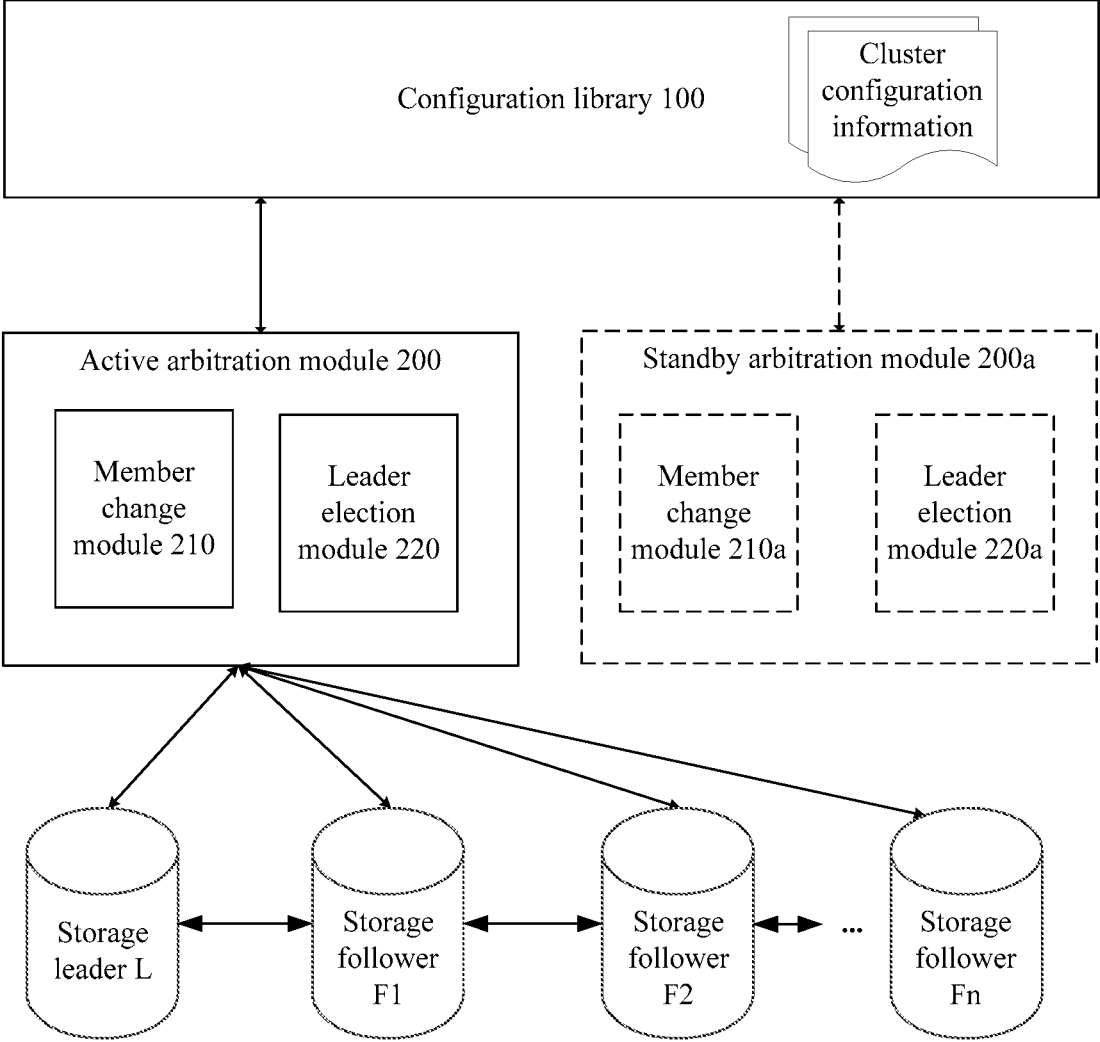 Configuration library 100
Cluster
configuration
information
Active arbitration module 200
Member
change
module 210
Leader
election
module 220
Standby arbitration module 200a
Member
change
module 210a
Leader
election
module 220a
Storage
leader L
Storage
follower
F1
Storage
follower
F2
...
Storage
follower
Fn